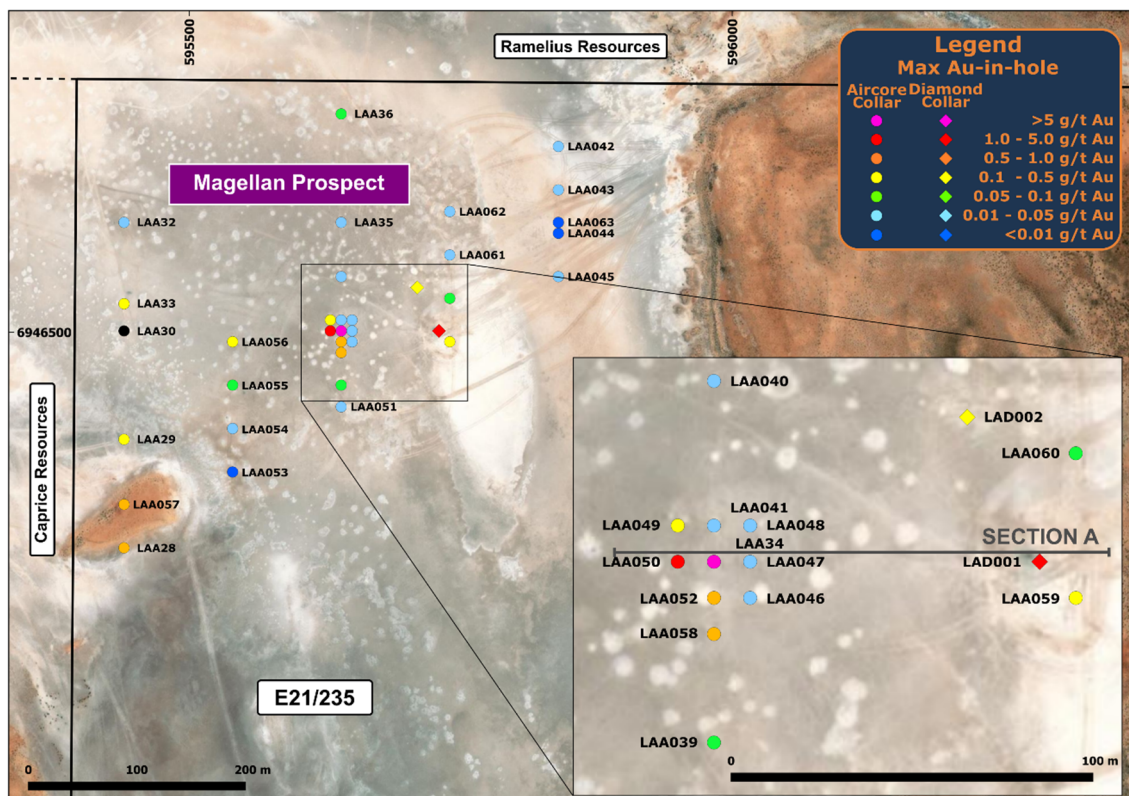 595500
596000
Ramelius Resources
Legend
Max Au-in-hole
Aircore Diamond
Collar Collar
>5 g/t Au
1.0 - 5.0 g/t Au
0.5 - 1.0 g/t Au
0.1 - 0.5 g/t Au
0.05 - 0.1 g/t Au
0.01 - 0.05 g/t Au
<0.01 g/t Au
LAA36
LAA042
Magellan Prospect
LAA043
LAA062
LAA32
LAA35
LAA063
LAA044
LAA061
LAA045
LAA33
6946500
LAA30
LAA056
LAA055
LAA051
LAA054
LAA29
LAA053
Caprice Resources
LAA057
LAA28
E21/235
0 100 200 m
LAA040
LAD002
LAA060
LAA041
LAA049
LAA048
SECTION A
LAA34
LAA050
LAA047
LAD001
LAA052
LAA046
LAA059
LAA058
LAA039
0 100 m